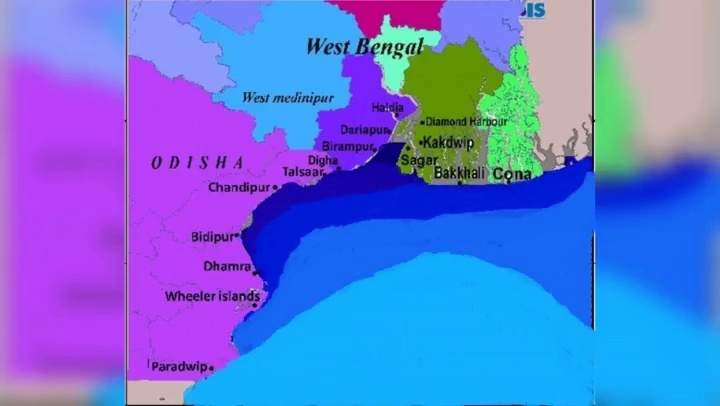 IIS
West Bengal
West medinipur
Haldia
Diamond Harbour
Dariapur
Kakdwip
Birampur
ODISHA
Digha
Sagar
Talsaar
Bakkhali
Cona
Chandipur
Bidipur
Dhamra
Wheeler islands
Paradwip